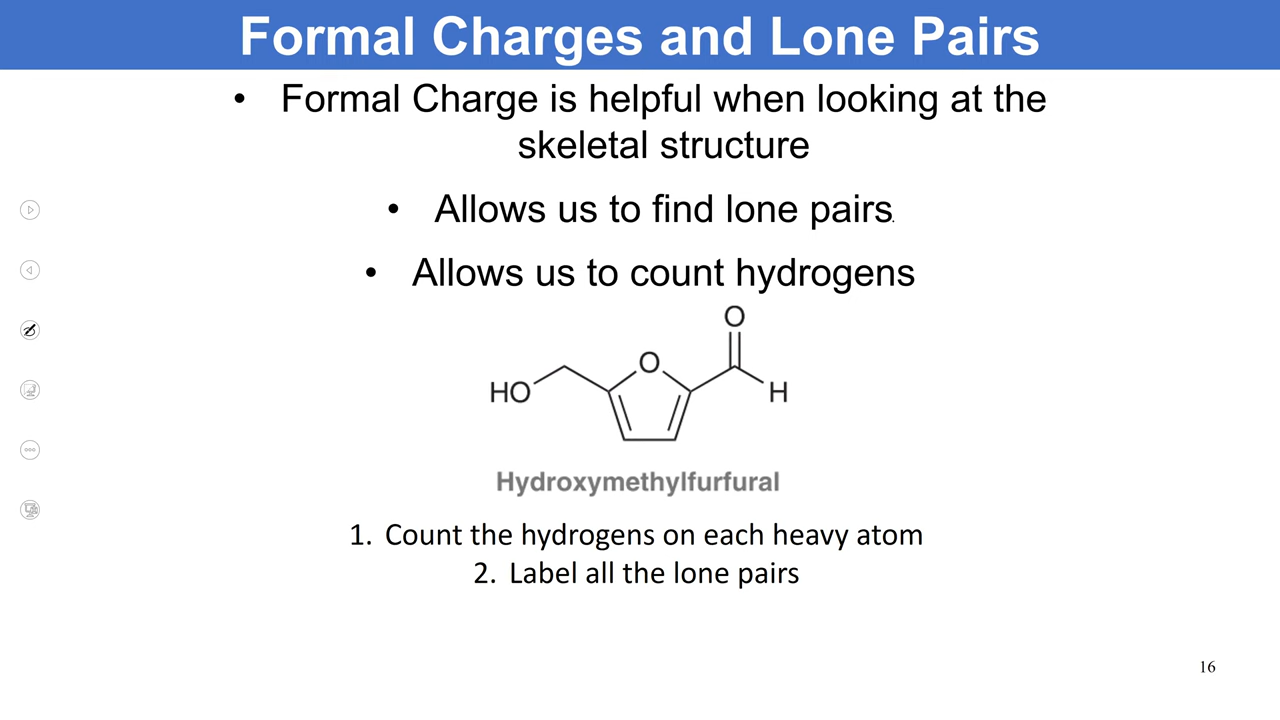 Formal Charges and Lone Pairs
• Formal Charge is helpful when looking at the
skeletal structure
• Allows us to find lone pairs.
• Allows us to count hydrogens
O
O
HO
H
Hydroxymethylfurfural
1. Count the hydrogens on each heavy atom
2. Label all the lone pairs
16